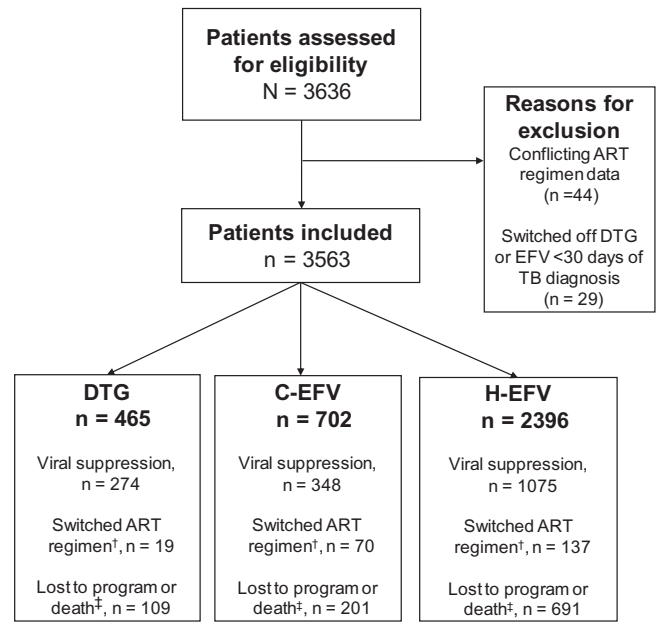 Patients assessed
for eligibility
N = 3636
Reasons for
exclusion
Conflicting ART
regimen data
(n =44)
Switched off DTG
or EFV <30 days of
TB diagnosis
(n = 29)
Patients included
n = 3563
DTG
n = 465
Viral suppression,
n = 274
Switched ART
regimen†, n = 19
Lost to program or
death‡, n = 109
C-EFV
n = 702
Viral suppression,
n = 348
Switched ART
regimen†, n = 70
Lost to program or
death‡, n = 201
H-EFV
n = 2396
Viral suppression,
n = 1075
Switched ART
regimen†, n = 137
Lost to program or
death‡, n = 691